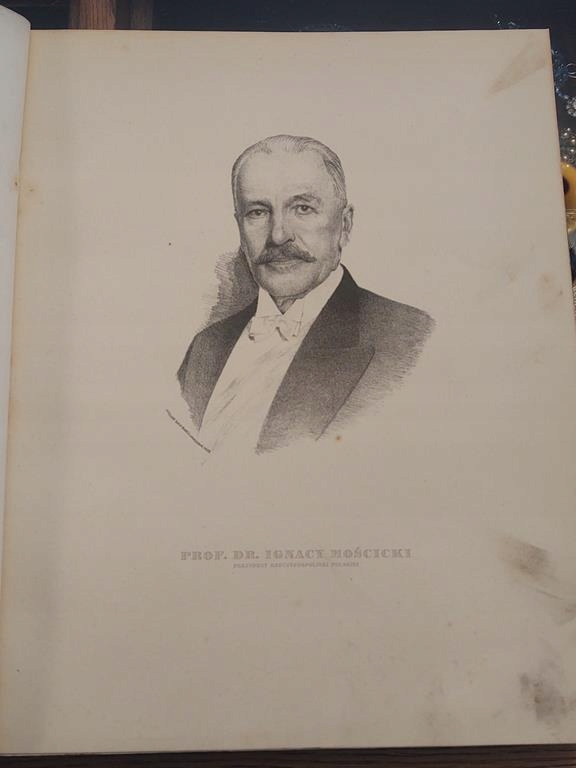 PROF. DR. IGNACY MOŚCICKI
PREZYDENT RZECZYPOSPOLITEJ POLSKIEJ